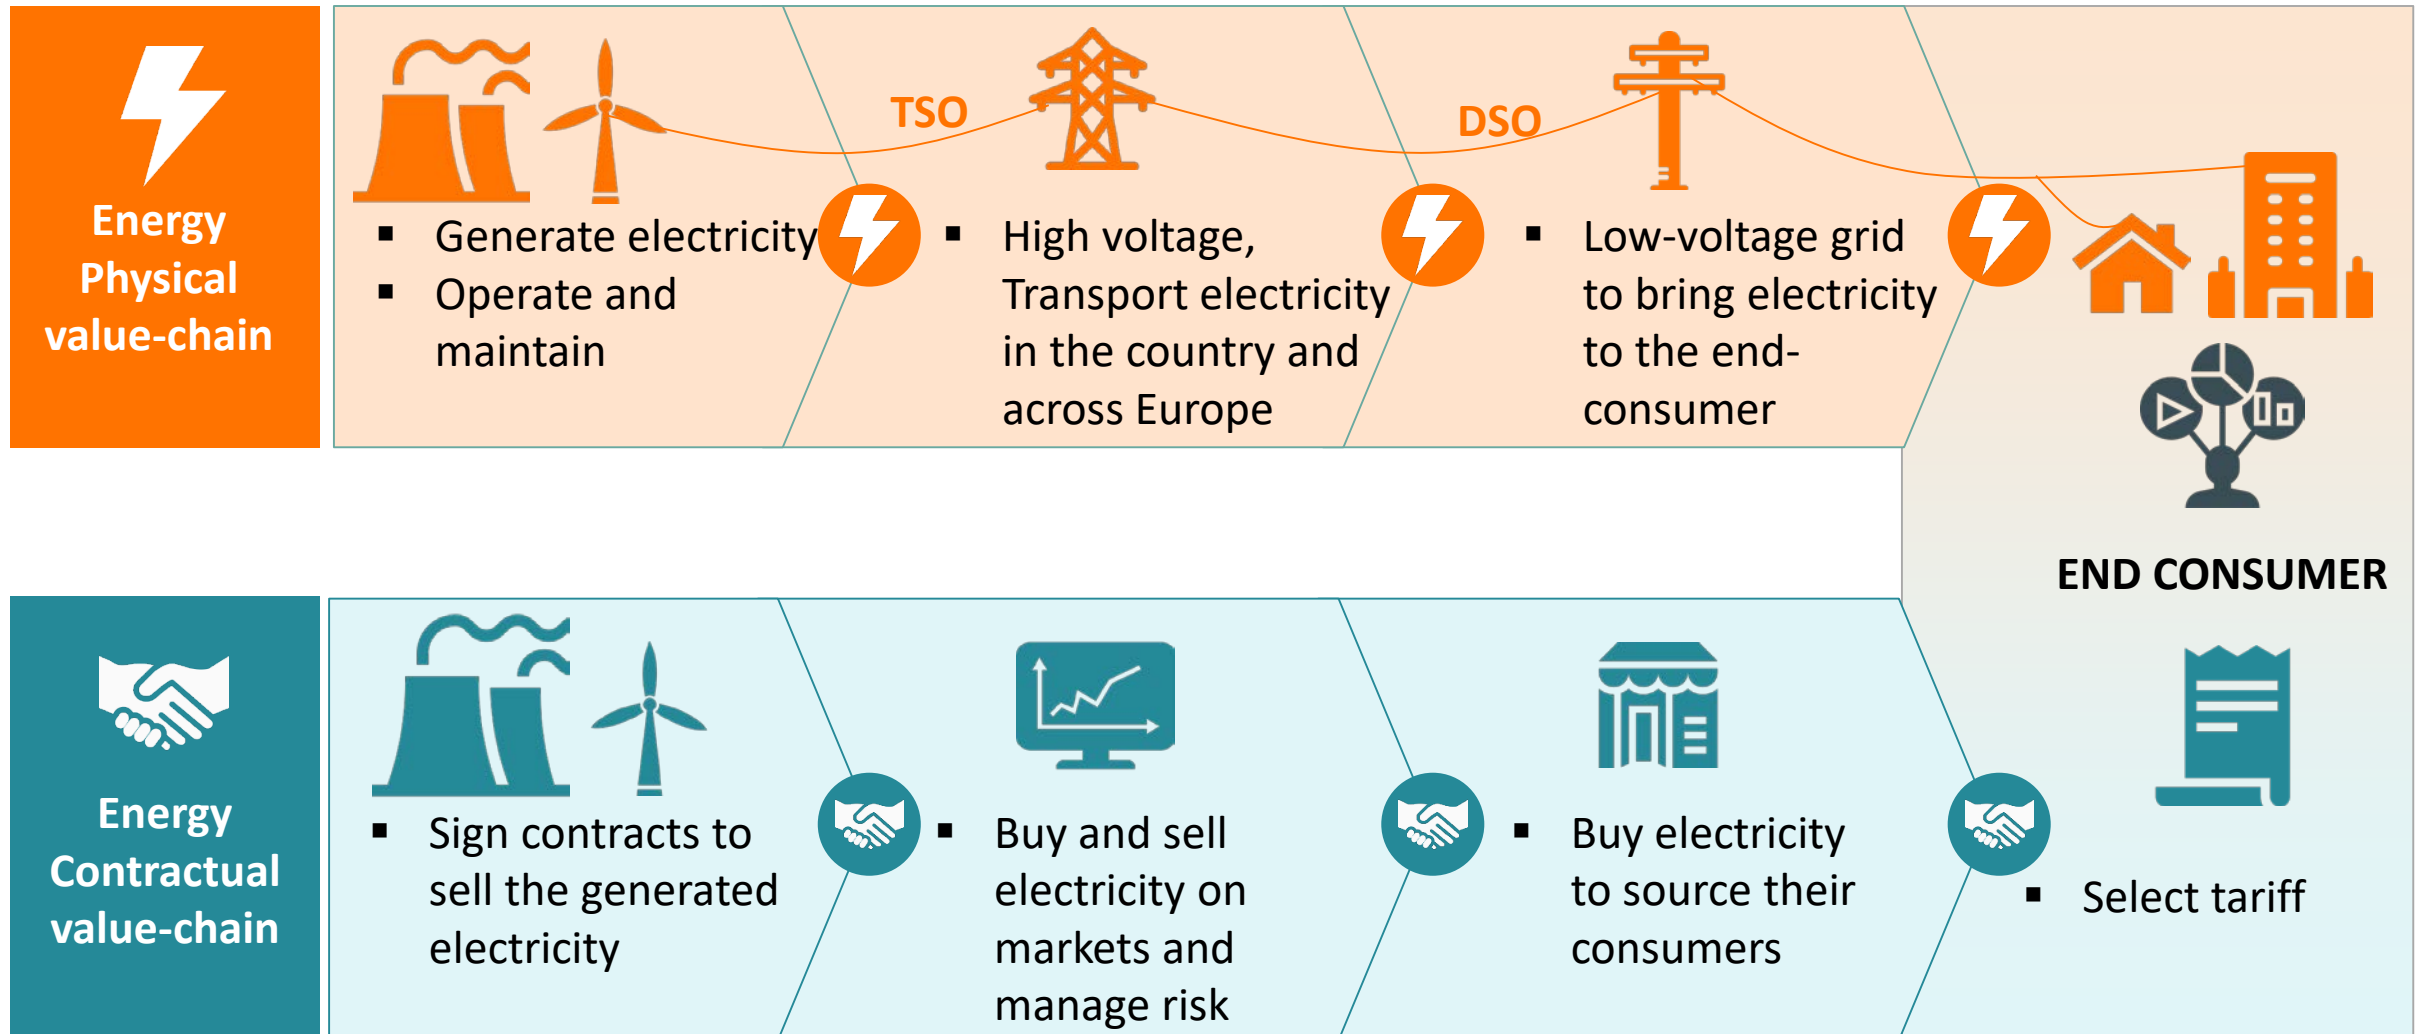 Energy
Physical
value-chain
▪ Generate electricity
▪ Operate and
maintain
TSO
▪ High voltage,
Transport electricity
in the country and
across Europe
DSO
▪ Low-voltage grid
to bring electricity
to the end-
consumer
END CONSUMER
Energy
Contractual
value-chain
▪ Sign contracts to
sell the generated
electricity
▪ Buy and sell
electricity on
markets and
manage risk
▪ Buy electricity
to source their
consumers
▪ Select tariff